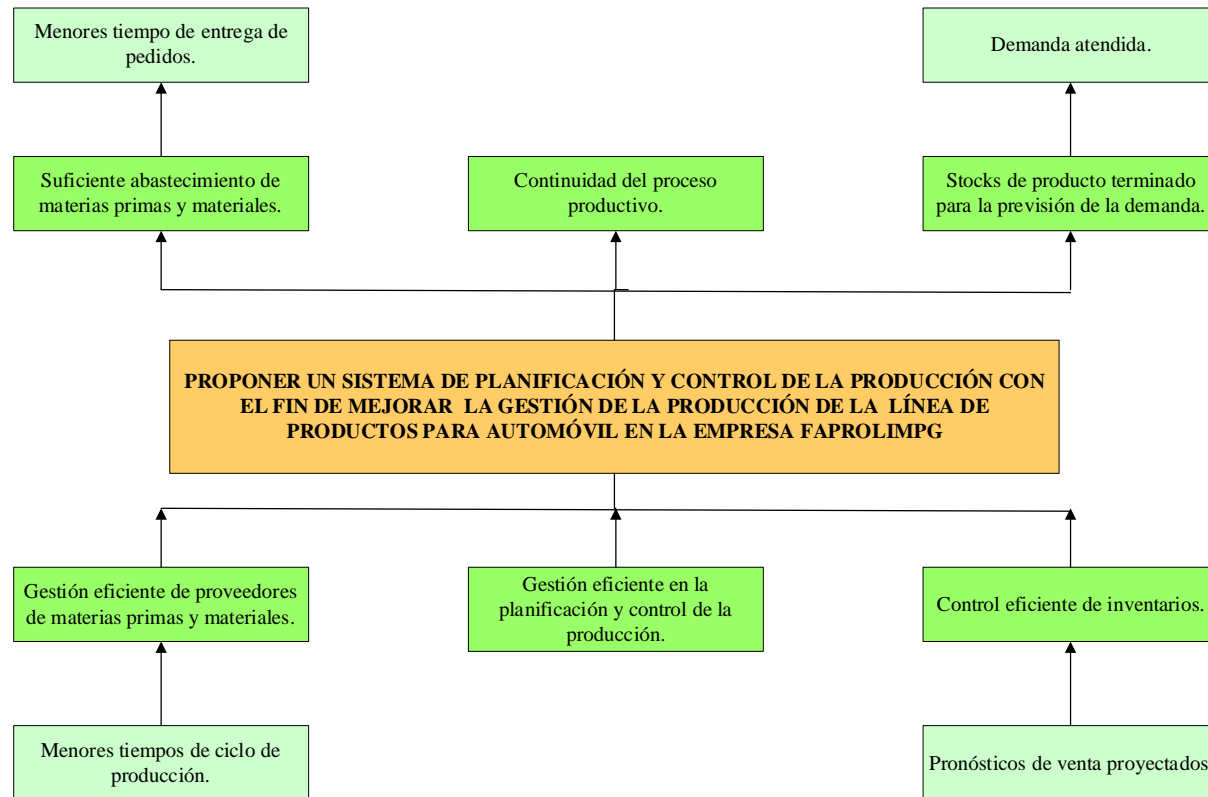 Menores tiempo de entrega de
pedidos.
Demanda atendida.
Suficiente abastecimiento de
materias primas y materiales.
Continuidad del proceso
productivo.
Stocks de producto terminado
para la previsión de la demanda.
PROPONER UN SISTEMA DE PLANIFICACIÓN Y CONTROL DE LA PRODUCCIÓN CON
EL FIN DE MEJORAR LA GESTIÓN DE LA PRODUCCIÓN DE LA LÍNEA DE
PRODUCTOS PARA AUTOMÓVIL EN LA EMPRESA FAPROLIMPG
Gestión eficiente de proveedores
de materias primas y materiales.
Gestión eficiente en la
planificación y control de la
producción.
Control eficiente de inventarios.
Menores tiempos de ciclo de
producción.
Pronósticos de venta proyectados